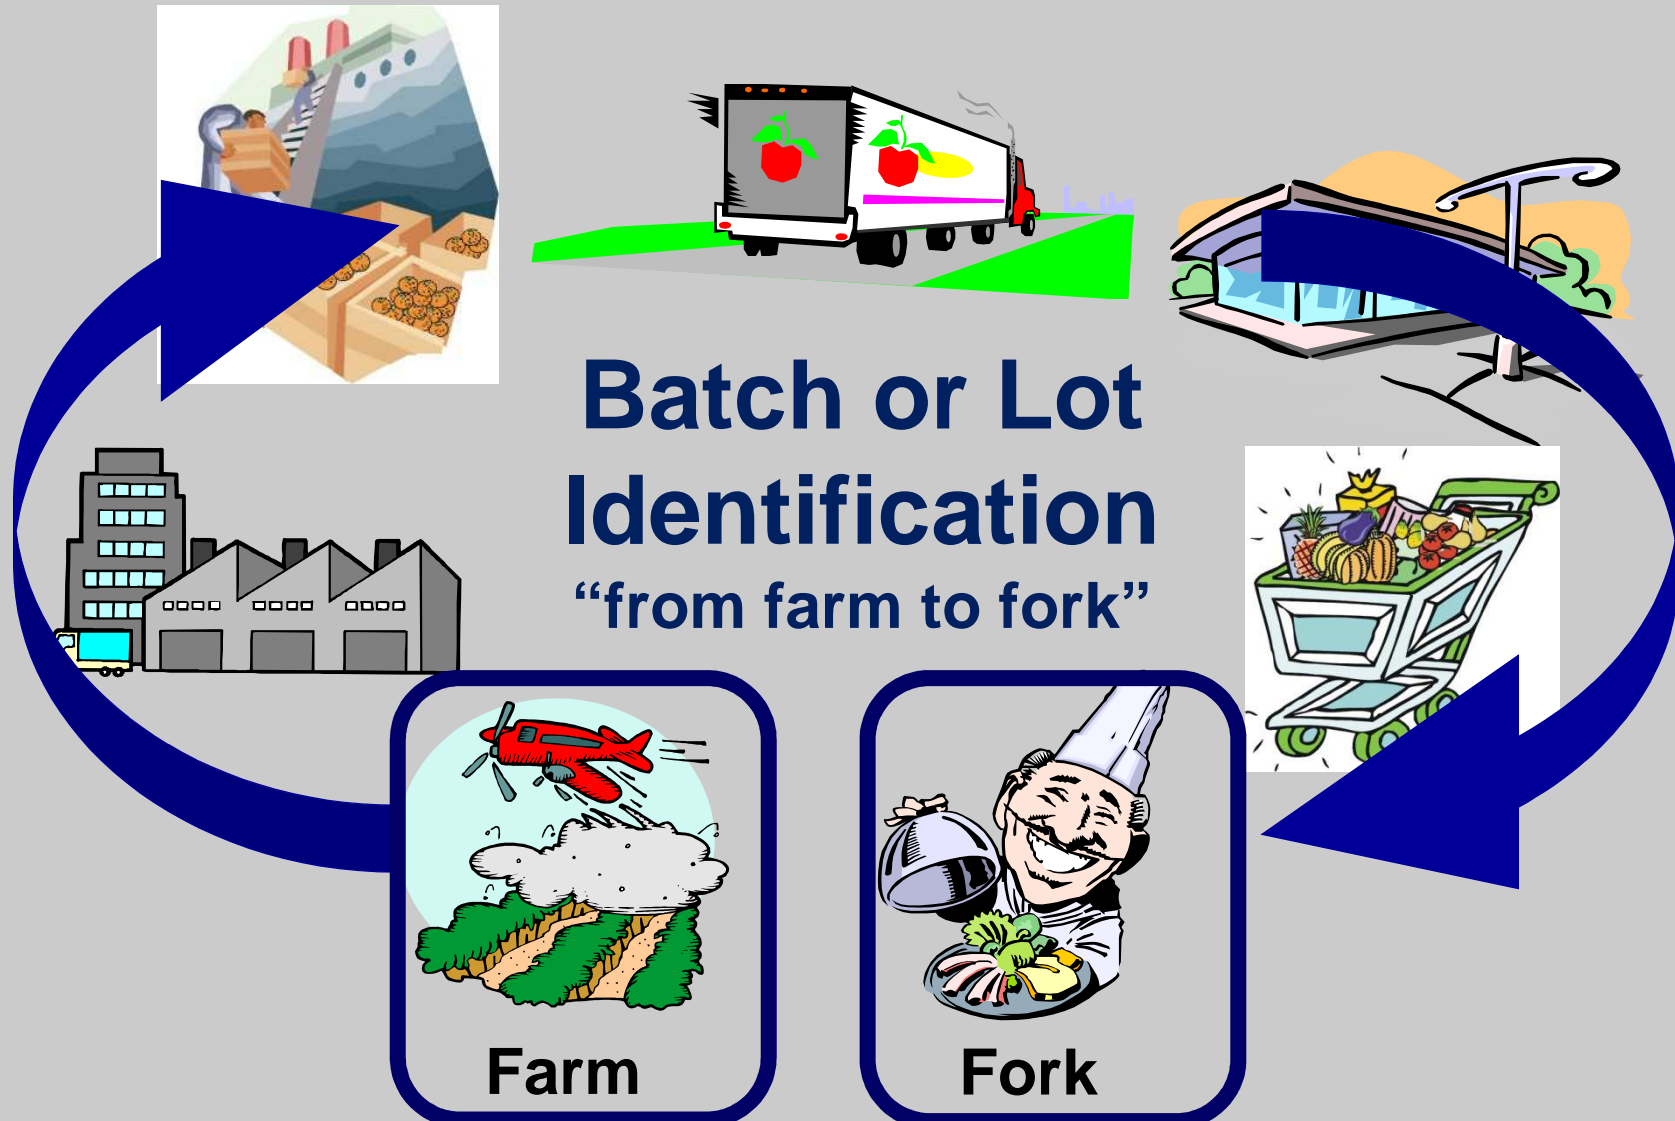 Batch or Lot
Identification
“from farm to fork”
Farm
Fork